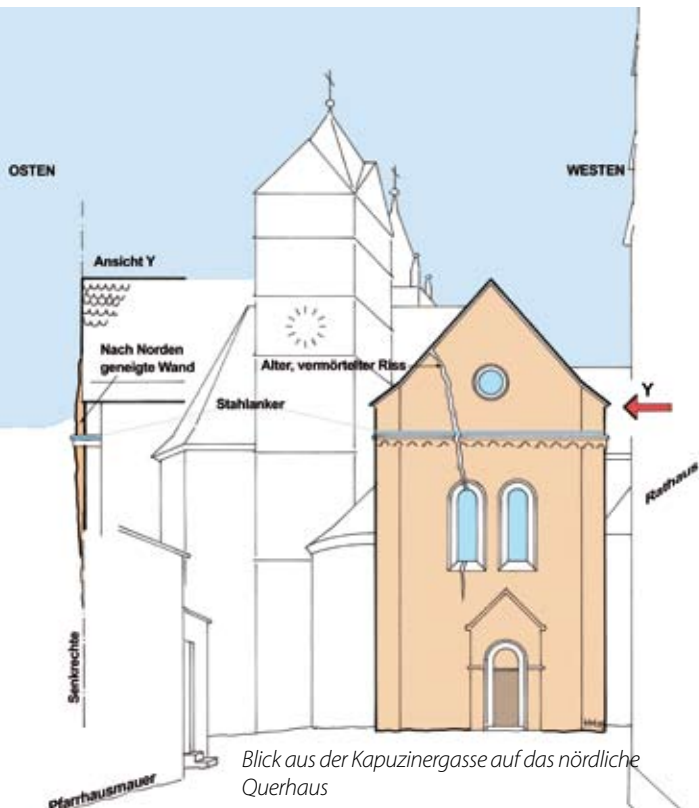 OSTEN
WESTEN
Ansicht Y
Nach Norden
geneigte Wand
Alter, vermörtelter Riss
Y
Stahlanker
Rathaus
Senkrechte
Pfarrhausmauer
Blick aus der Kapuzinergasse auf das nördliche
Querhaus